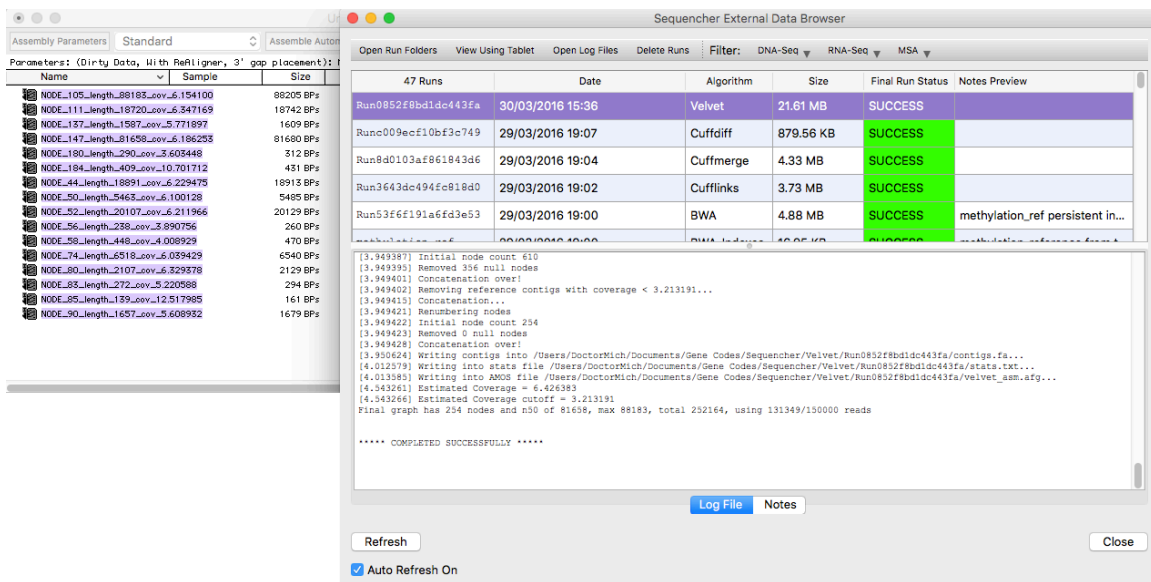 Assembly Parameters Standard Assemble Auton
Parameters: (Dirty Data, With ReAligner, 3' gap placement):
Name Sample Size
NODE_105_length_88183_cov_6.154100 88205 BPs
NODE_111_length_18720_cov_6.347169 18742 BPs
NODE_137_length_1587_cov_5.771897 1609 BPs
NODE_147_length_81658_cov_6.186253 81680 BPs
NODE_180_length_290_cov_3.603448 312 BPs
NODE_184_length_409_cov_10.701712 431 BPs
NODE_44_length_18891_cov_6.229475 18913 BPs
NODE_50_length_5463_cov_6.100128 5485 BPs
NODE_52_length_20107_cov_6.211966 20129 BPs
NODE_56_length_238_cov_3.890756 260 BPs
NODE_58_length_448_cov_4.008929 470 BPs
NODE_74_length_6518_cov_6.039429 6540 BPs
NODE_80_length_2107_cov_6.329378 2129 BPs
NODE_83_length_272_cov_5.220588 294 BPs
NODE_85_length_139_cov_12.517985 161 BPs
NODE_90_length_1657_cov_5.608932 1679 BPs
Sequencher External Data Browser
Open Run Folders View Using Tablet Open Log Files Delete Runs Filter: DNA-Seq RNA-Seq MSA
47 Runs Date Algorithm Size Final Run Status Notes Preview
Run0852f8bd1dc443fa 30/03/2016 15:36 Velvet 21.61 MB SUCCESS
Runc009ecf10bf3c749 29/03/2016 19:07 Cuffdiff 879.56 KB SUCCESS
Run8d0103af861843d6 29/03/2016 19:04 Cuffmerge 4.33 MB SUCCESS
Run3643dc494fc818d0 29/03/2016 19:02 Cufflinks 3.73 MB SUCCESS
Run53f6f191a6fd3e53 29/03/2016 19:00 BWA 4.88 MB SUCCESS methylation_ref persistent in...
[3.949387] Initial node count 610
[3.949395] Removed 356 null nodes
[3.949401] Concatenation over!
[3.949402] Removing reference contigs with coverage < 3.213191...
[3.949415] Concatenation...
[3.949421] Renumbering nodes
[3.949422] Initial node count 254
[3.949423] Removed 0 null nodes
[3.949428] Concatenation over!
[3.950624] Writing contigs into /Users/DoctorMich/Documents/Gene Codes/Sequencher/Velvet/Run0852f8bd1dc443fa/contigs.fa...
[4.012579] Writing into stats file /Users/DoctorMich/Documents/Gene Codes/Sequencher/Velvet/Run0852f8bd1dc443fa/stats.txt...
[4.013585] Writing into AMOS file /Users/DoctorMich/Documents/Gene Codes/Sequencher/Velvet/Run0852f8bd1dc443fa/velvet_asm.afg...
[4.543261] Estimated Coverage = 6.426383
[4.543266] Estimated Coverage cutoff = 3.213191
Final graph has 254 nodes and n50 of 81658, max 88183, total 252164, using 131349/150000 reads
***** COMPLETED SUCCESSFULLY *****
Log File Notes
Refresh Close
Auto Refresh On